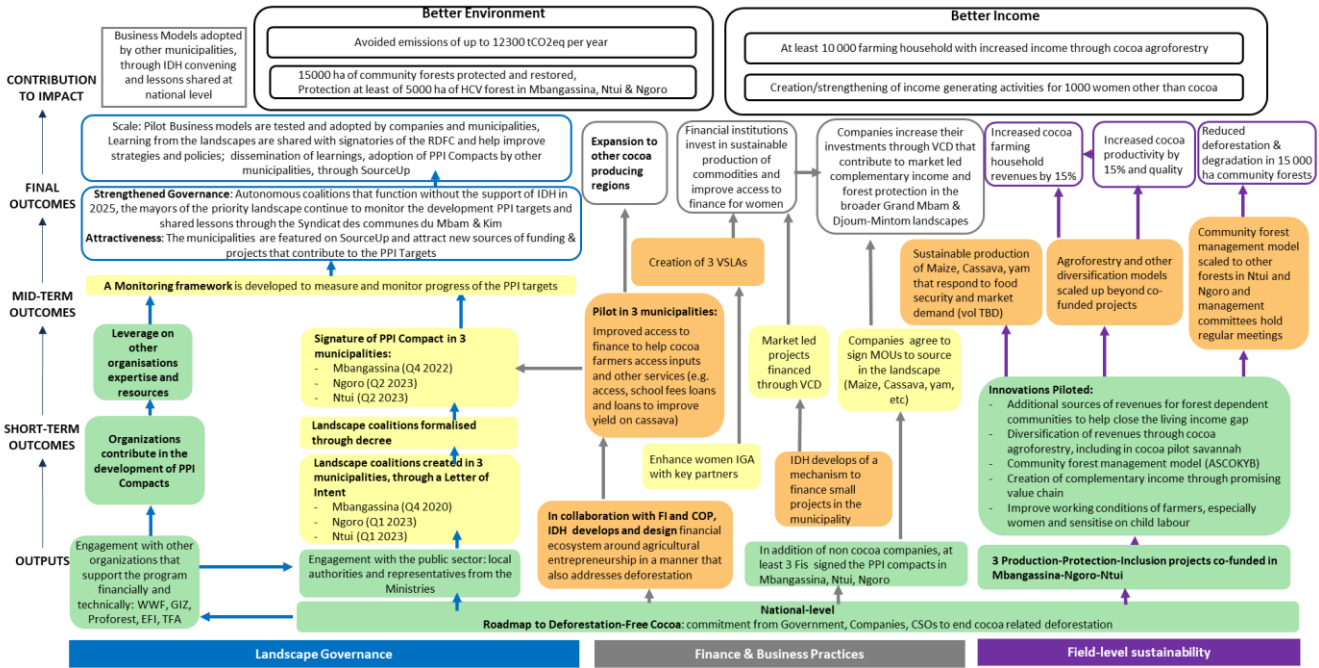 Better Environment
Avoided emissions of up to 12300 tCO2eq per year
15000 ha of community forests protected and restored,
Protection at least of 5000 ha of HCV forest in Mbangassina, Ntui & Ngoro
Better Income
At least 10 000 farming household with increased income through cocoa agroforestry
Creation/strengthening of income generating activities for 1000 women other than cocoa
Business Models adopted
by other municipalities,
through IDH convening
and lessons shared at
national level
CONTRIBUTION
TO IMPACT
FINAL
OUTCOMES
MID-TERM
OUTCOMES
SHORT-TERM
OUTCOMES
OUTPUTS
Scale: Pilot Business models are tested and adopted by companies and municipalities,
Learning from the landscapes are shared with signatories of the RDFC and help improve
strategies and policies; dissemination of learnings, adoption of PPI Compacts by other
municipalities, through SourceUp
Strengthened Governance: Autonomous coalitions that function without the support of IDH in
2025, the mayors of the priority landscape continue to monitor the development PPI targets and
shared lessons through the Syndicat des communes du Mbam & Kim
Attractiveness: The municipalities are featured on SourceUp and attract new sources of funding &
projects that contribute to the PPI Targets
A Monitoring framework is developed to measure and monitor progress of the PPI targets
Leverage on
other
organisations
expertise and
resources
Organizations
contribute in the
development of PPI
Compacts
Engagement with other
organizations that
support the program
financially and
technically: WWF, GIZ,
Proforest, EFI, TFA
Signature of PPI Compact in 3
municipalities:
- Mbangassina (Q4 2022)
- Ngoro (Q2 2023)
- Ntui (Q2 2023)
Landscape coalitions formalised
through decree
Landscape coalitions created in 3
municipalities, through a Letter of
Intent
- Mbangassina (Q4 2020)
- Ngoro (Q1 2023)
- Ntui (Q1 2023)
Engagement with the public sector: local
authorities and representatives from the
Ministries
Expansion to
other cocoa
producing
regions
Financial institutions
invest in sustainable
production of
commodities and
improve access to
finance for women
Companies increase their
investments through VCD that
contribute to market led
complementary income and
forest protection in the
broader Grand Mbam &
Djoum-Mintom landscapes
Creation of 3 VSLAs
Pilot in 3 municipalities:
Improved access to
finance to help cocoa
farmers access inputs
and other services (e.g.
access, school fees loans
and loans to improve
yield on cassava)
Market led
projects
financed
through VCD
Companies agree to
sign MOUs to source
in the landscape
(Maize, Cassava, yam,
etc)
Enhance women IGA
with key partners
IDH develops of a
mechanism to
finance small
projects in the
municipality
In collaboration with FI and COP,
IDH develops and design financial
ecosystem around agricultural
entrepreneurship in a manner that
also addresses deforestation
In addition of non cocoa companies, at
least 3 Fis signed the PPI compacts in
Mbangassina, Ntui, Ngoro
Increased cocoa
farming
household
revenues by 15%
Increased cocoa
productivity by
15% and quality
Reduced
deforestation &
degradation in 15 000
ha community forests
Sustainable production of
Maize, Cassava, yam
that respond to food
security and market
demand (vol TBD)
Agroforestry and other
diversification models
scaled up beyond co-
funded projects
Community forest
management model
scaled to other
forests in Ntui and
Ngoro and
management
committees hold
regular meetings
Innovations Piloted:
- Additional sources of revenues for forest dependent
communities to help close the living income gap
- Diversification of revenues through cocoa
agroforestry, including in cocoa pilot savannah
- Community forest management model (ASCOKYB)
- Creation of complementary income through promising
value chain
- Improve working conditions of farmers, especially
women and sensitise on child labour
3 Production-Protection-Inclusion projects co-funded in
Mbangassina-Ngoro-Ntui
National-level
Roadmap to Deforestation-Free Cocoa: commitment from Government, Companies, CSOs to end cocoa related deforestation
Landscape Governance
Finance & Business Practices
Field-level sustainability